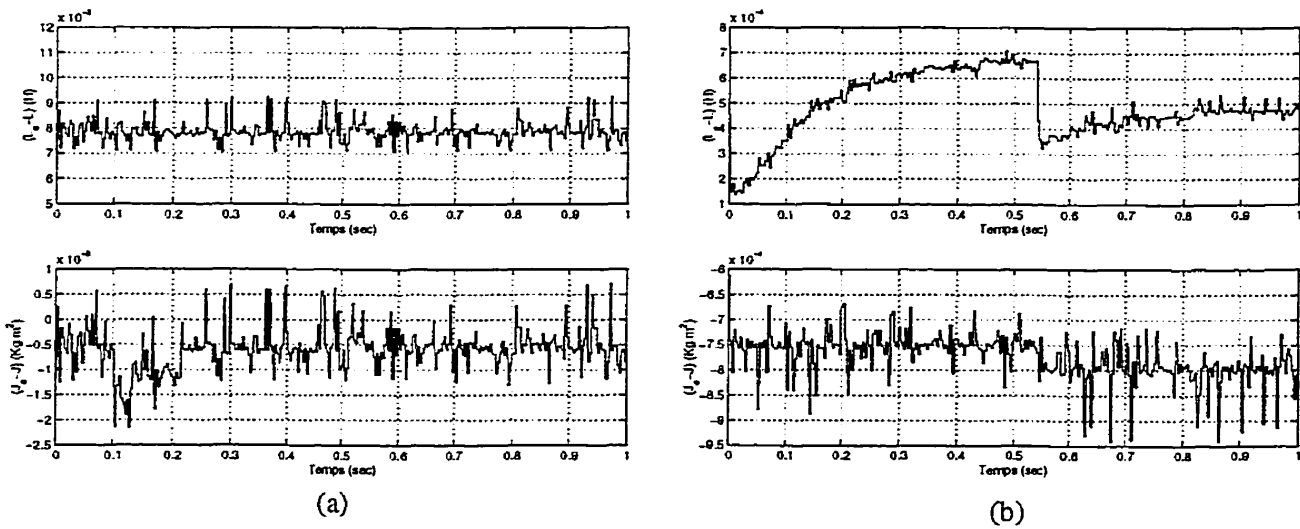 x 10⁻³
12
11
10
9
8
7
6
5
(L_e-L) (H)
0 0.1 0.2 0.3 0.4 0.5 0.6 0.7 0.8 0.9 1
Temps (sec)
1
0.5
0
-0.5
-1
-1.5
-2
-2.5
(J_e-J) (Kg m²)
0 0.1 0.2 0.3 0.4 0.5 0.6 0.7 0.8 0.9 1
Temps (sec)
(a)
x 10⁻⁴
8
7
6
5
4
3
2
1
0 0.1 0.2 0.3 0.4 0.5 0.6 0.7 0.8 0.9 1
Temps (sec)
x 10⁻⁴
-6
-6.5
-7
-7.5
-8
-8.5
-9
-9.5
(J_e-J) (Kg m²)
0 0.1 0.2 0.3 0.4 0.5 0.6 0.7 0.8 0.9 1
Temps (sec)
(b)